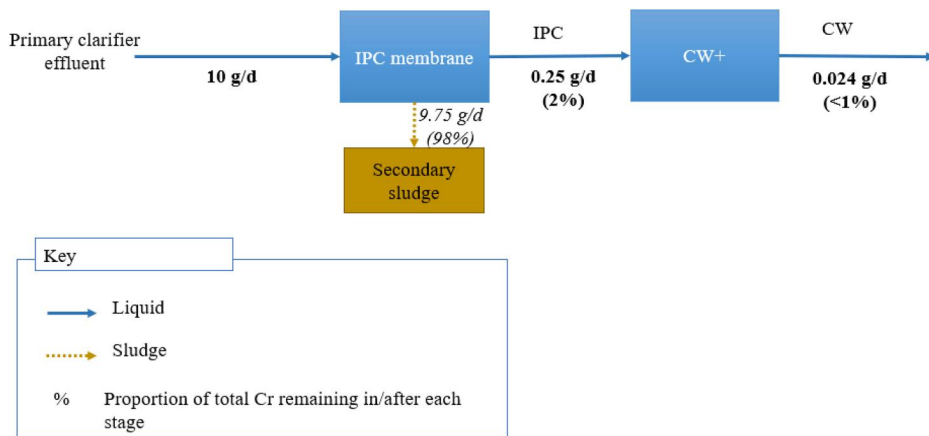 Primary clarifier
effluent
10 g/d
IPC membrane
IPC
0.25 g/d
(2%)
CW+
CW
0.024 g/d
(<1%)
9.75 g/d
(98%)
Secondary
sludge
Key
Liquid
Sludge
% Proportion of total Cr remaining in/after each
stage